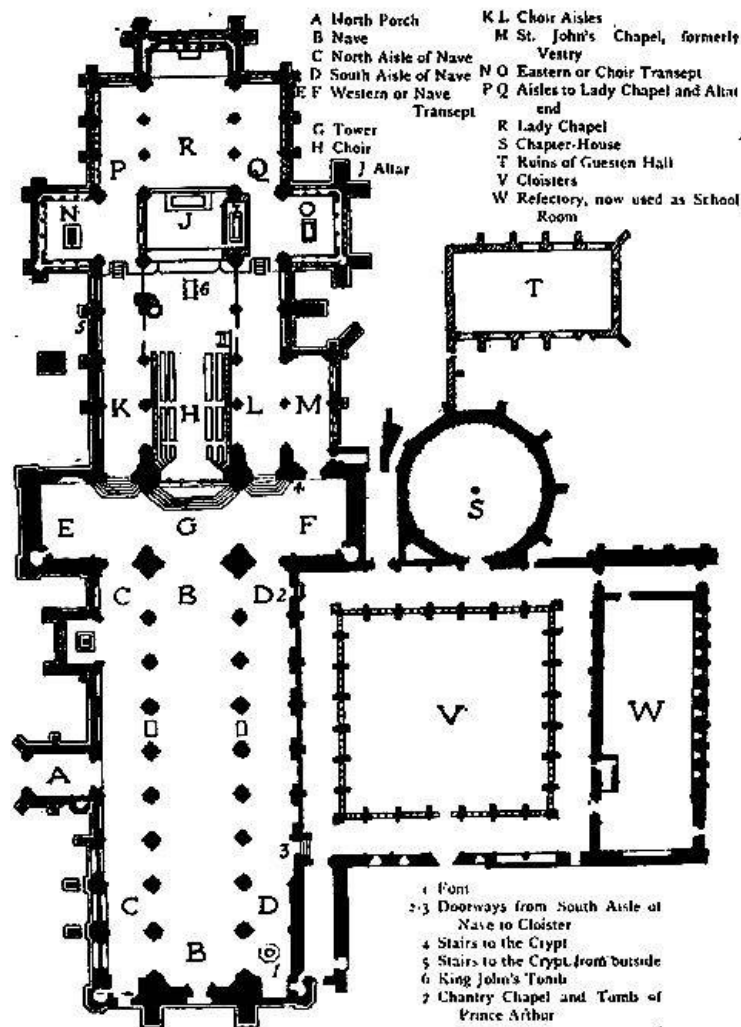 A North Porch
B Nave
C North Aisle of Nave
D South Aisle of Nave
E F Western or Nave
Transept
G Tower
H Choir
J Altar
K L Choir Aisles
M St. John's Chapel, formerly
Vestry
N O Eastern or Choir Transept
P Q Aisles to Lady Chapel and Altar
end
R Lady Chapel
S Chapter-House
T Ruins of Guesten Hall
V Cloisters
W Refectory, now used as School
Room
R
P
Q
N
J
7
O
6
5
T
K
H
L
M
4
S
E
G
F
C
B
D
2
V
W
A
3
C
D
B
1
1 Font
2-3 Doorways from South Aisle of
Nave to Cloister
4 Stairs to the Crypt
5 Stairs to the Crypt from outside
6 King John's Tomb
7 Chantry Chapel and Tomb of
Prince Arthur